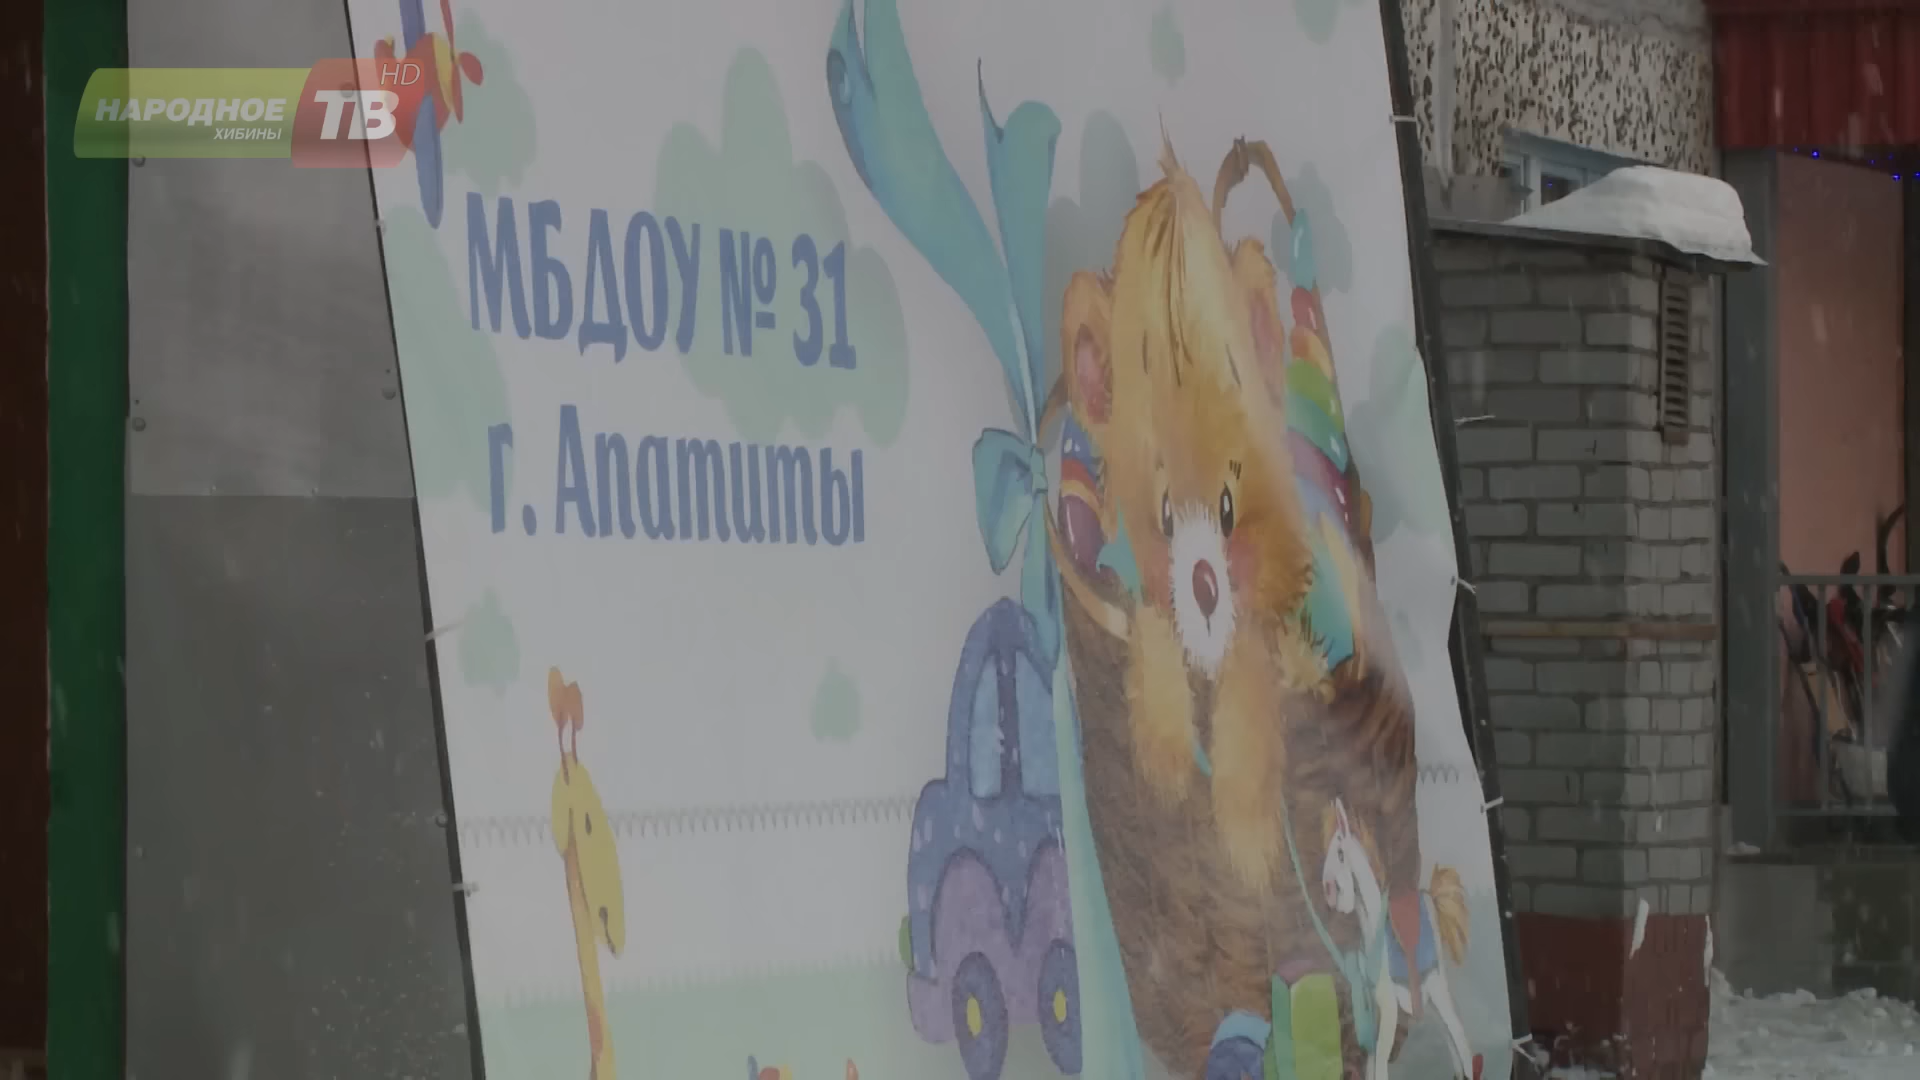 НАРОДНОЕ
ХИБИНЫ
ТВ
HD
МБДОУ № 31
г. Апатиты